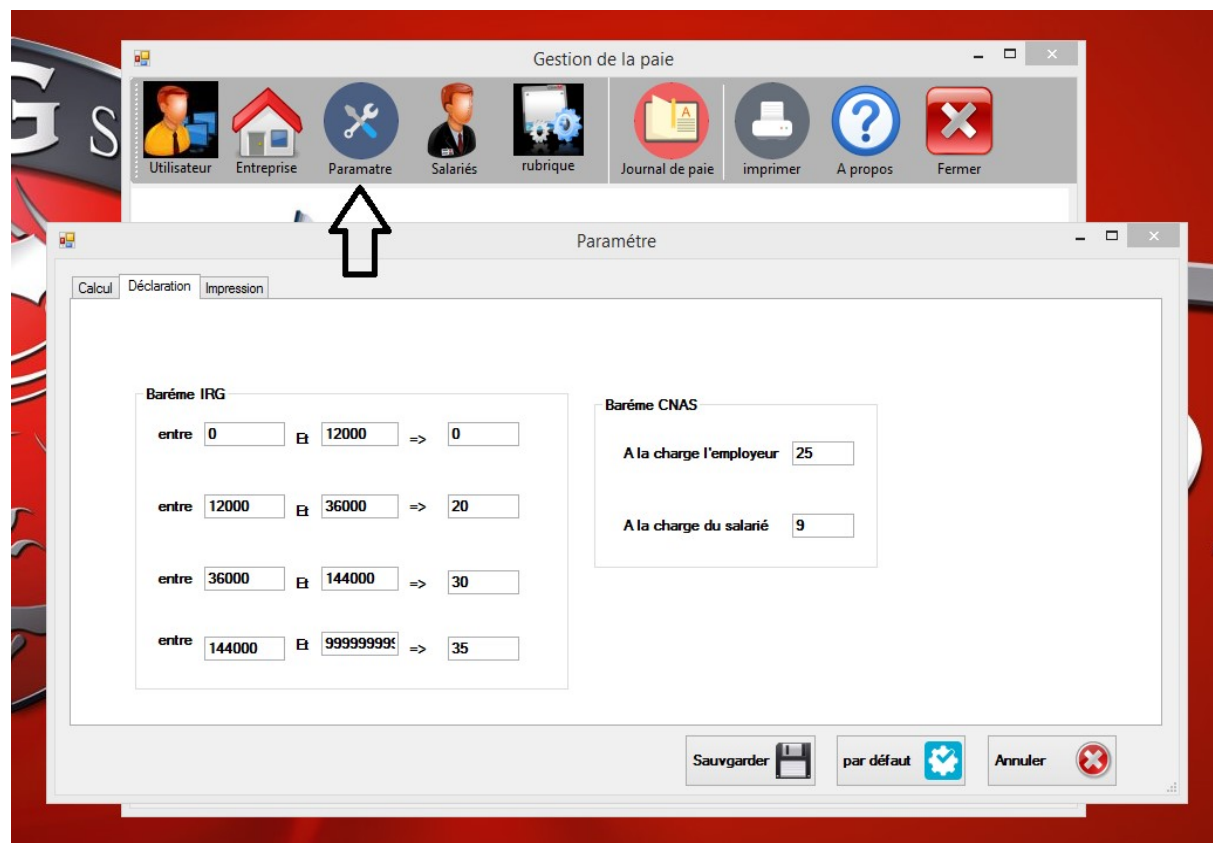 G S
Gestion de la paie
Utilisateur Entreprise Paramatre Salariés rubrique Journal de paie imprimer A propos Fermer
Paramétre
Calcul Déclaration Impression
Baréme IRG
entre 0 Et 12000 => 0
entre 12000 Et 36000 => 20
entre 36000 Et 144000 => 30
entre 144000 Et 99999999 => 35
Baréme CNAS
A la charge l'employeur 25
A la charge du salarié 9
Sauvgarder par défaut Annuler